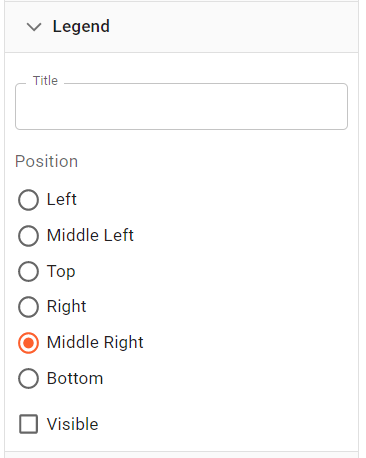 Legend
Title
Position
Left
Middle Left
Top
Right
Middle Right
Bottom
Visible